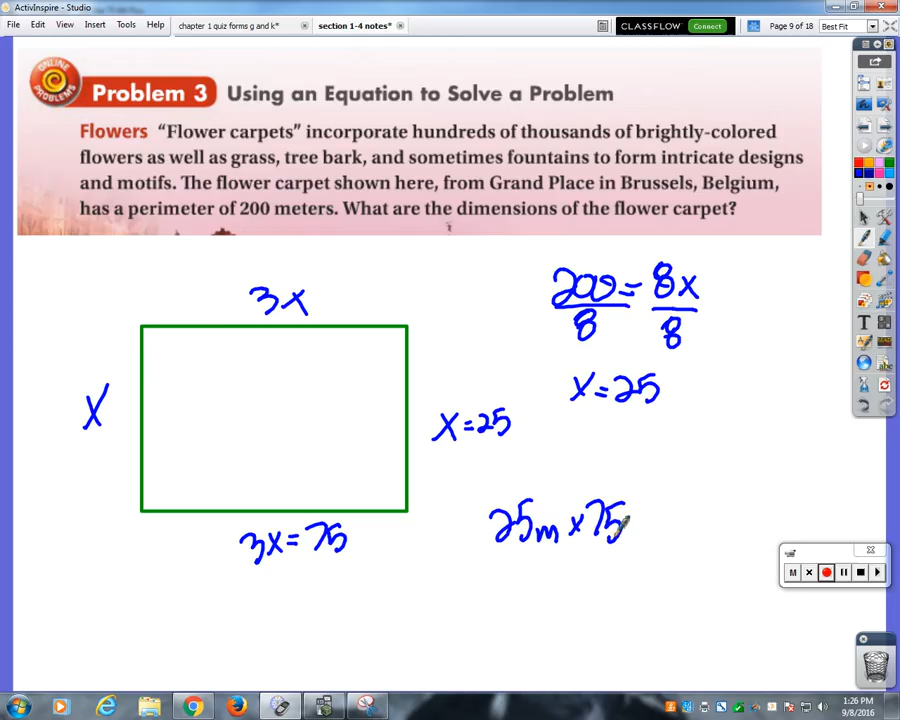 ActivInspire - Studio
File Edit View Insert Tools Help
chapter 1 quiz forms g and k*
section 1-4 notes*
CLASSFLOW Connect
Page 9 of 18
Best Fit
ONLINE PROBLEMS
Problem 3 Using an Equation to Solve a Problem
Flowers "Flower carpets" incorporate hundreds of thousands of brightly-colored
flowers as well as grass, tree bark, and sometimes fountains to form intricate designs
and motifs. The flower carpet shown here, from Grand Place in Brussels, Belgium,
has a perimeter of 200 meters. What are the dimensions of the flower carpet?
3x
200 = 8x
8 8
x = 25
x
x = 25
3x = 75
25m x 75
M
1:26 PM
9/8/2016